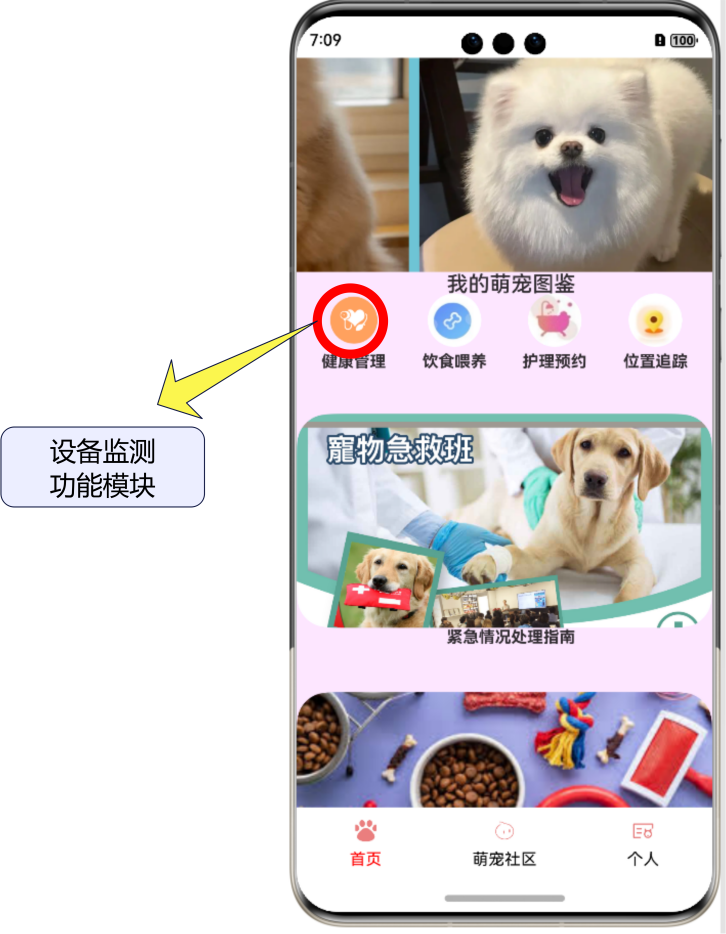 7:09
100
我的萌宠图鉴
健康管理
饮食喂养
护理预约
位置追踪
设备监测
功能模块
寵物急救班
紧急情况处理指南
首页
萌宠社区
个人